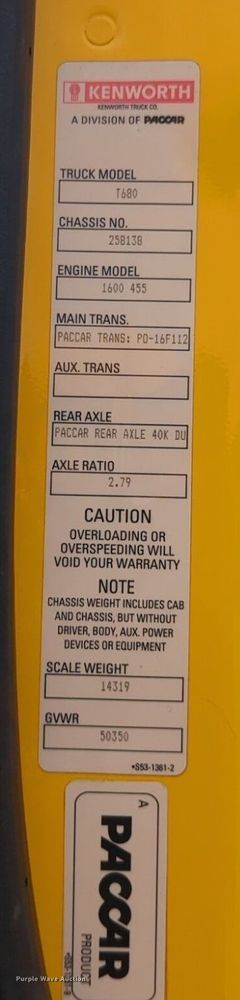 KENWORTH
KENWORTH TRUCK CO.
A DIVISION OF PACCAR
TRUCK MODEL
T680
CHASSIS NO.
258138
ENGINE MODEL
1600 455
MAIN TRANS.
PACCAR TRANS: PO-16F112
AUX. TRANS
REAR AXLE
PACCAR REAR AXLE 40K DU
AXLE RATIO
2.79
CAUTION
OVERLOADING OR
OVERSPEEDING WILL
VOID YOUR WARRANTY
NOTE
CHASSIS WEIGHT INCLUDES CAB
AND CHASSIS, BUT WITHOUT
DRIVER, BODY, AUX. POWER
DEVICES OR EQUIPMENT
SCALE WEIGHT
14319
GVWR
50350
•S53-1361-2
A
PACCAR
PRODUCT
Purple Wave Auctions